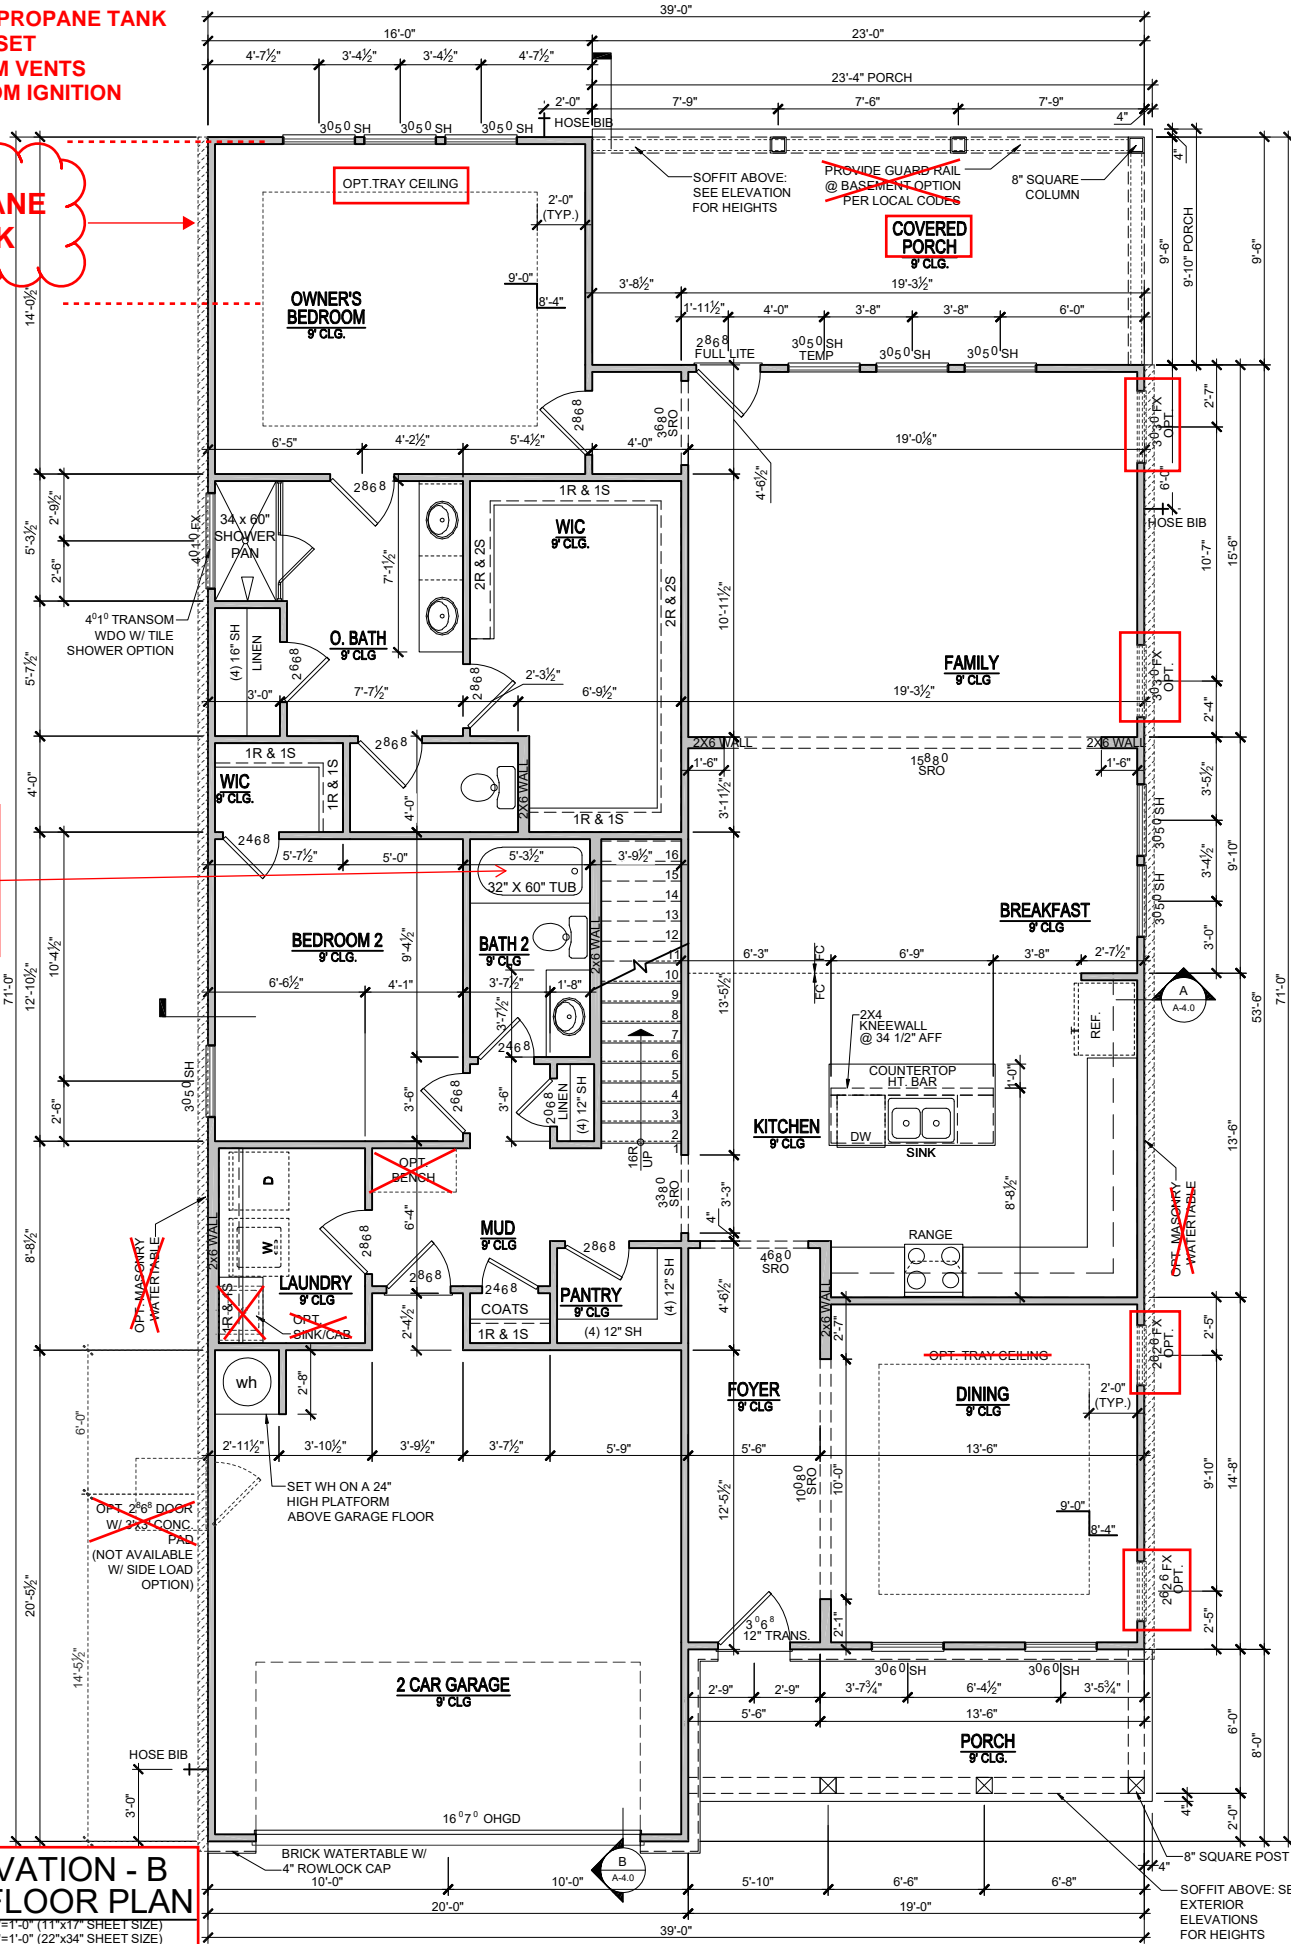 PROPANE TANK
SET
M VENTS
OM IGNITION
39'-0"
16'-0"
23'-0"
4'-7½"
3'-4½"
3'-4½"
4'-7½"
23'-4" PORCH
2'-0"
7'-9"
7'-6"
7'-9"
4"
HOSE BIB
3⁰5⁰ SH
3⁰5⁰ SH
3⁰5⁰ SH
ANE
K
OPT.TRAY CEILING
2'-0"
(TYP.)
SOFFIT ABOVE:
SEE ELEVATION
FOR HEIGHTS
PROVIDE GUARD RAIL
@ BASEMENT OPTION
PER LOCAL CODES
8" SQUARE
COLUMN
4"
9'-6"
9'-10" PORCH
9'-6"
COVERED
PORCH
9' CLG.
9'-0"
8'-4"
OWNER'S
BEDROOM
9' CLG.
14'-0½"
3'-8½"
19'-3½"
1'-11½"
4'-0"
3'-8"
3'-8"
6'-0"
2⁸6⁸
FULL LITE
3⁰5⁰ SH
TEMP
3⁰5⁰ SH
3⁰5⁰ SH
2868
3⁶8⁰
SRO
3⁰3⁰ FX
OPT.
2'-7"
6'-5"
4'-2½"
5'-4½"
4'-0"
19'-0⅛"
4'-6½"
6'-0"
HOSE BIB
2868
1R & 1S
34 x 60"
SHOWER
PAN
4⁰1⁰ FX
2'-9½"
5'-3½"
2'-6"
WIC
9' CLG.
2R & 2S
2R & 2S
7'-1½"
10'-11½"
10'-7"
15'-6"
4⁰1⁰ TRANSOM
WDO W/ TILE
SHOWER OPTION
(4) 16" SH
LINEN
2668
O. BATH
9' CLG
2868
2'-3½"
FAMILY
9' CLG
3⁰3⁰ FX
OPT.
5'-7½"
3'-0"
7'-7½"
6'-9½"
19'-3½"
2'-4"
2868
2X6 WALL
2X6 WALL
1R & 1S
1R & 1S
WIC
9' CLG.
2X6 WALL
15⁸8⁰
SRO
1'-6"
1'-6"
4'-0"
4'-0"
3'-11½"
3'-5½"
1R & 1S
2468
5'-7½"
5'-0"
5'-3½"
3'-9½"
16
15
14
13
12
11
10
9
8
7
6
5
4
3
2
1
32" X 60" TUB
3⁰5⁰ SH
3⁰5⁰ SH
3'-4½"
9'-10"
3'-0"
BREAKFAST
9' CLG
BEDROOM 2
9' CLG.
BATH 2
9' CLG
9'-4½"
2x6 WALL
10'-4½"
12'-10½"
71'-0"
6'-3"
6'-9"
3'-8"
2'-7½"
FC
FC
6'-6½"
4'-1"
3'-7½"
1'-8"
3'-7½"
13'-5½"
A
A-4.0
REF.
2X4
KNEEWALL
@ 34 1/2" AFF
53'-6"
71'-0"
2468
3⁰5⁰ SH
2'-6"
3'-6"
2668
3'-6"
2068
LINEN
(4) 12" SH
COUNTERTOP
HT. BAR
1'-0"
DW
SINK
KITCHEN
9' CLG
13'-6"
16R
UP
OPT.
BENCH
D
W
3³8⁰
SRO
3'-3"
4"
8'-8½"
6'-4"
MUD
9' CLG
2868
2x6 WALL
OPT. MASONRY
WATERTABLE
OPT. MASONRY
WATERTABLE
8'-8½"
RANGE
2868
4⁶8⁰
SRO
LAUNDRY
9' CLG
2868
2468
PANTRY
9' CLG
(4) 12" SH
4'-6½"
1R & 1S
OPT.
SINK/CAB
2'-4½"
COATS
1R & 1S
(4) 12" SH
2x6 WALL
2'-7"
2⁶2⁶ FX
OPT.
2'-5"
OPT. TRAY CEILING
wh
2'-8"
FOYER
9' CLG
DINING
9' CLG
2'-0"
(TYP.)
6'-0"
2'-11½"
3'-10½"
3'-9½"
3'-7½"
5'-9"
5'-6"
13'-6"
SET WH ON A 24"
HIGH PLATFORM
ABOVE GARAGE FLOOR
10⁰8⁰
SRO
10'-0"
12'-5½"
9'-10"
14'-8"
9'-0"
8'-4"
OPT. 2⁸6⁸ DOOR
W/ 3'x3' CONC.
PAD
(NOT AVAILABLE
W/ SIDE LOAD
OPTION)
2⁶2⁶ FX
OPT.
2'-5"
20'-5½"
14'-5½"
3⁰6⁸
12" TRANS.
2'-1"
3⁰6⁰ SH
3⁰6⁰ SH
2 CAR GARAGE
9' CLG
2'-9"
2'-9"
3'-7¾"
6'-4½"
3'-5¾"
5'-6"
13'-6"
6'-0"
8'-0"
HOSE BIB
PORCH
9' CLG.
3'-0"
16⁰7⁰ OHGD
4"
2'-0"
VATION - B
FLOOR PLAN
"=1'-0" (11"x17" SHEET SIZE)
"=1'-0" (22"x34" SHEET SIZE)
BRICK WATERTABLE W/
4" ROWLOCK CAP
B
A-4.0
8" SQUARE POST
4"
10'-0"
10'-0"
5'-10"
6'-6"
6'-8"
SOFFIT ABOVE: SE
EXTERIOR
ELEVATIONS
FOR HEIGHTS
20'-0"
19'-0"
39'-0"